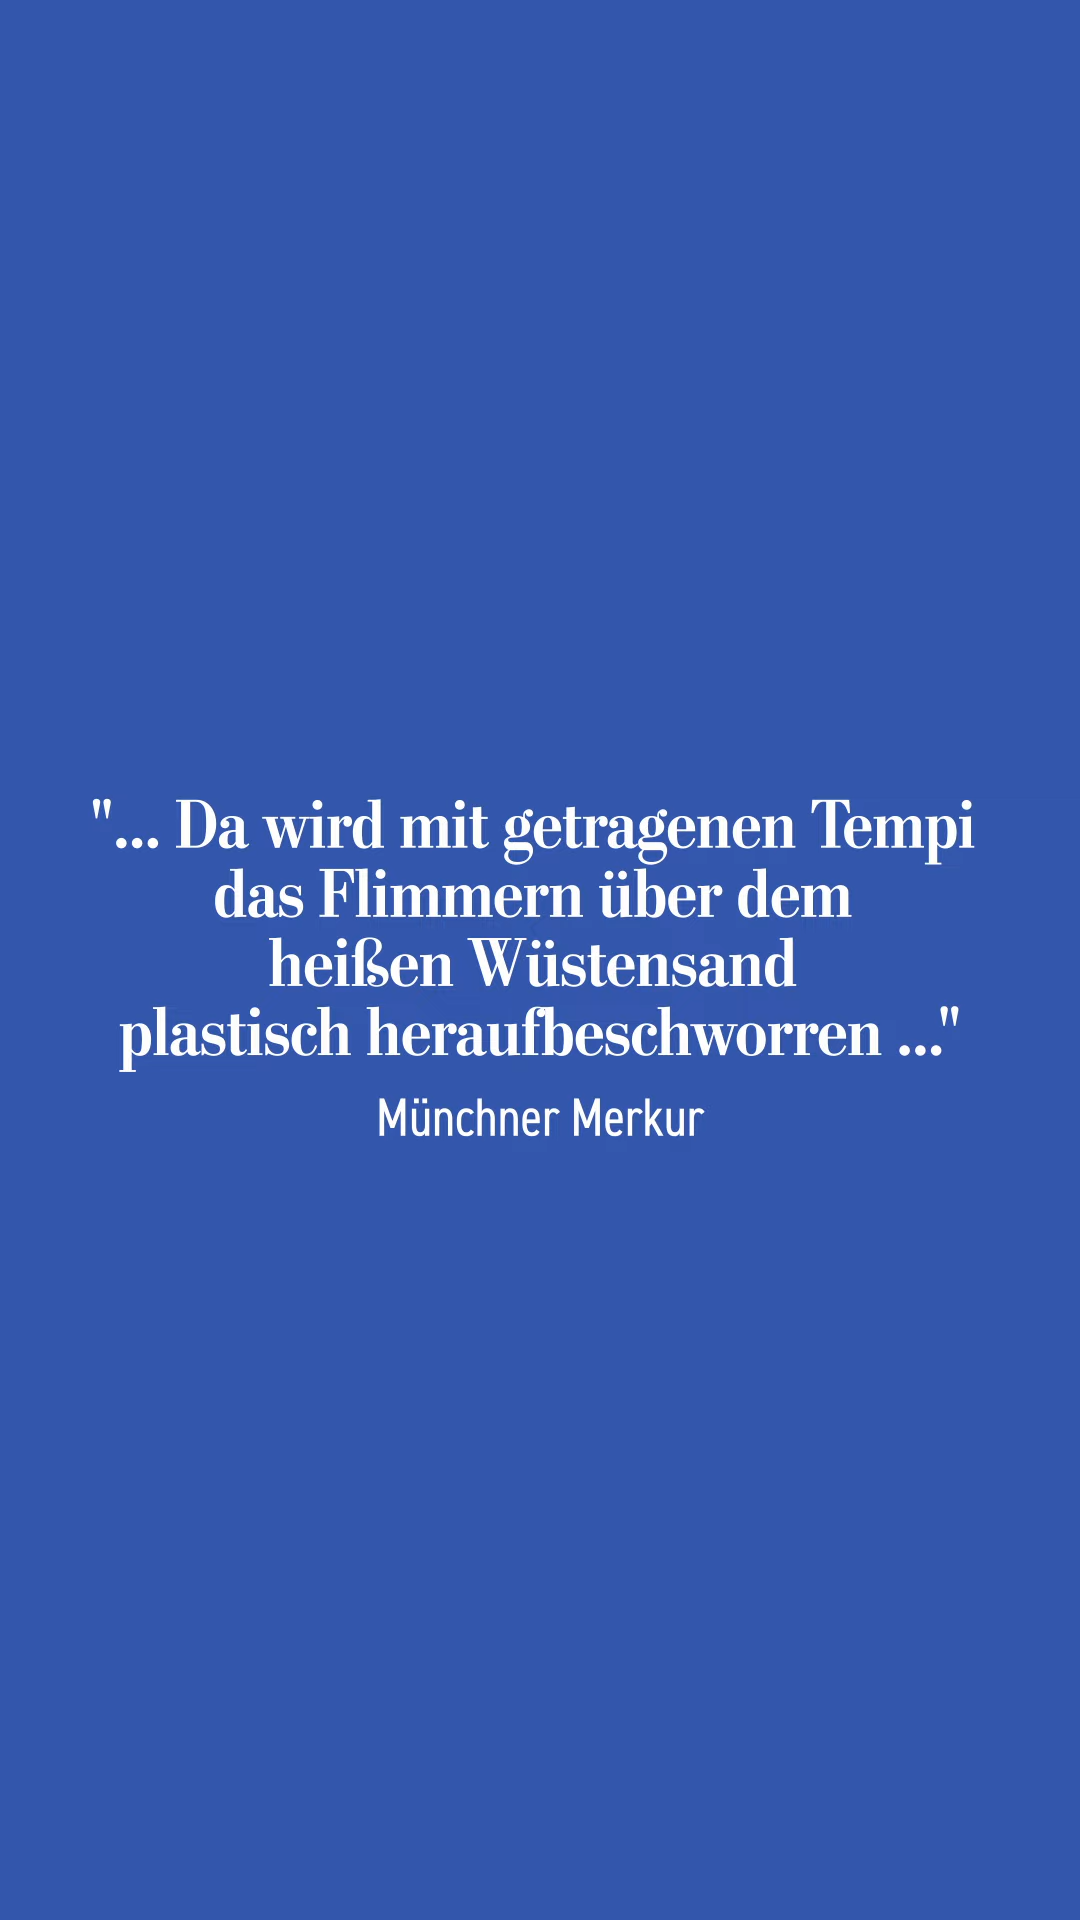 "... Da wird mit getragenen Tempi
das Flimmern über dem
heißen Wüstensand
plastisch heraufbeschworren ..."
Münchner Merkur